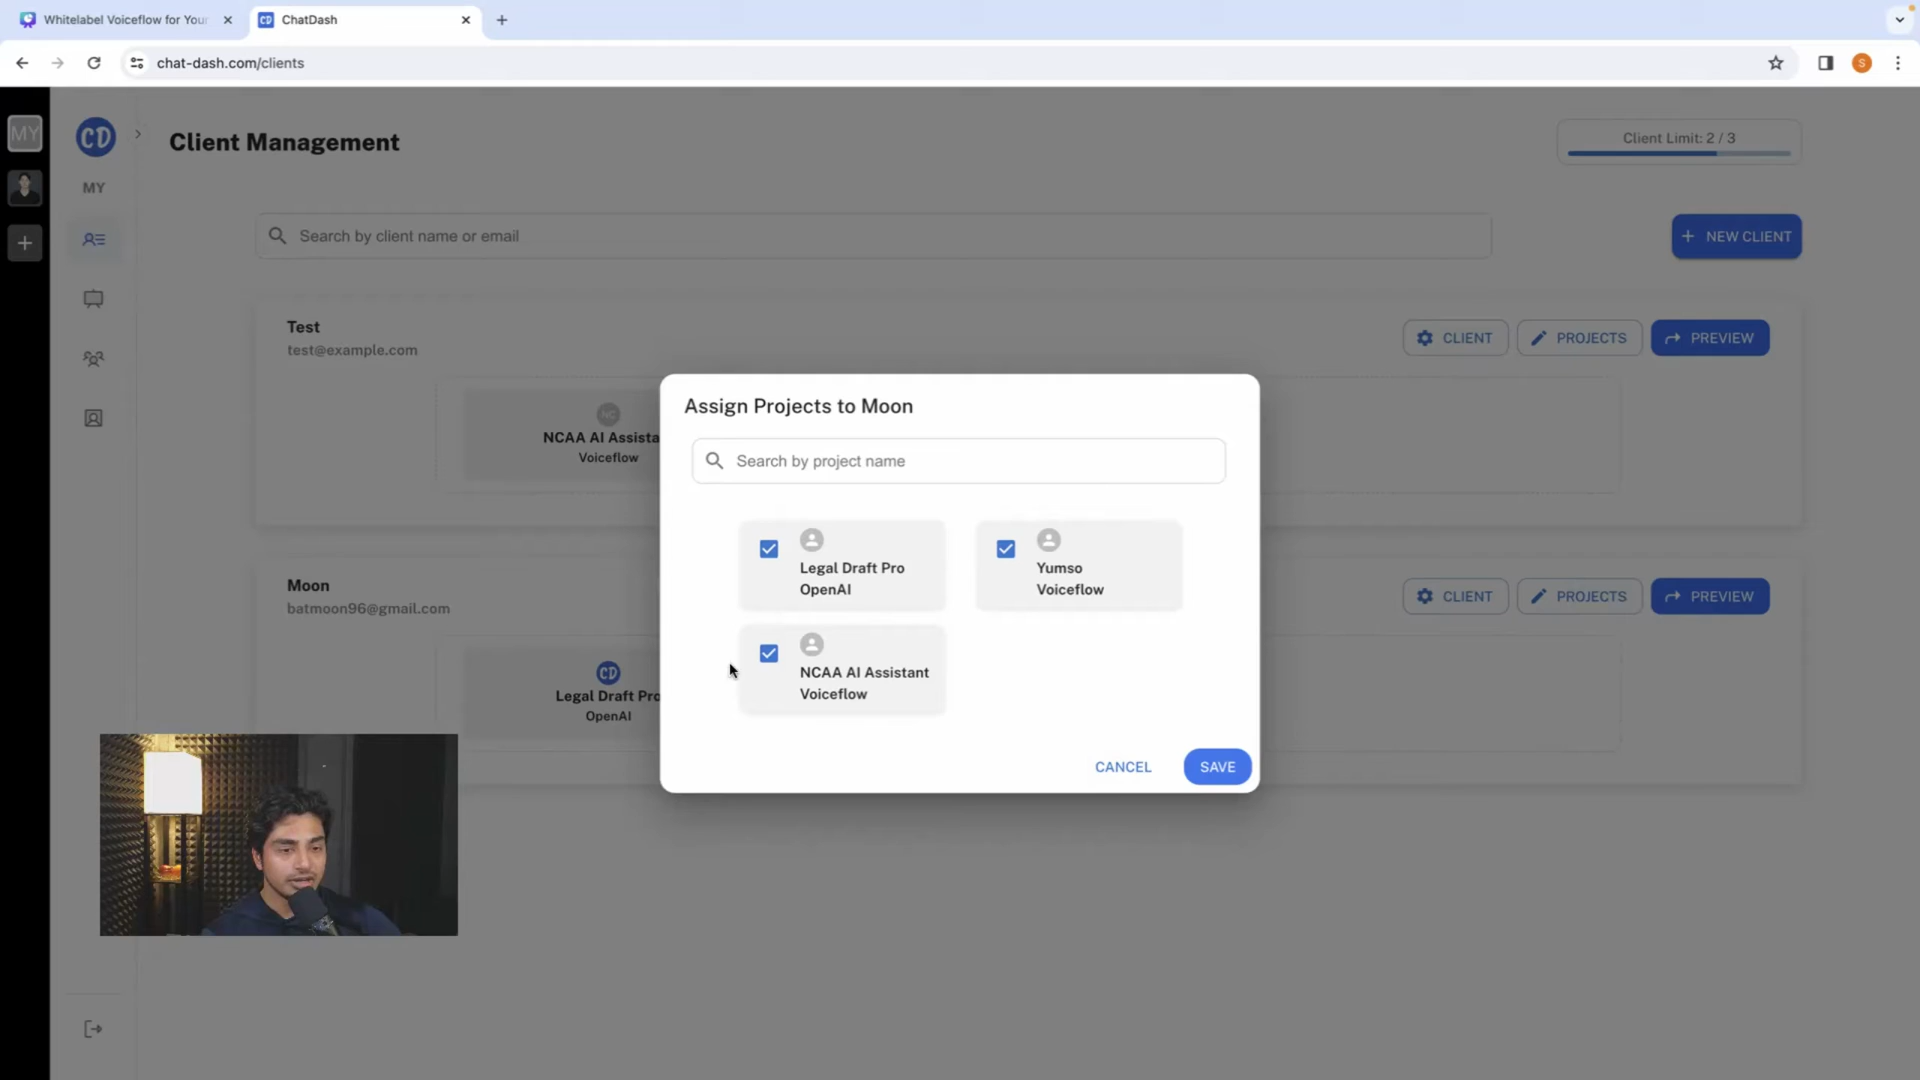 Whitelabel Voiceflow for Your
ChatDash
chat-dash.com/clients
S
MY
CD
Client Management
Client Limit: 2 / 3
MY
Search by client name or email
+ NEW CLIENT
Test
test@example.com
CLIENT
PROJECTS
PREVIEW
NC
NCAA AI Assista
Voiceflow
Assign Projects to Moon
Search by project name
Legal Draft Pro
OpenAI
Yumso
Voiceflow
NCAA AI Assistant
Voiceflow
CANCEL
SAVE
Moon
batmoon96@gmail.com
CLIENT
PROJECTS
PREVIEW
CD
Legal Draft Pro
OpenAI